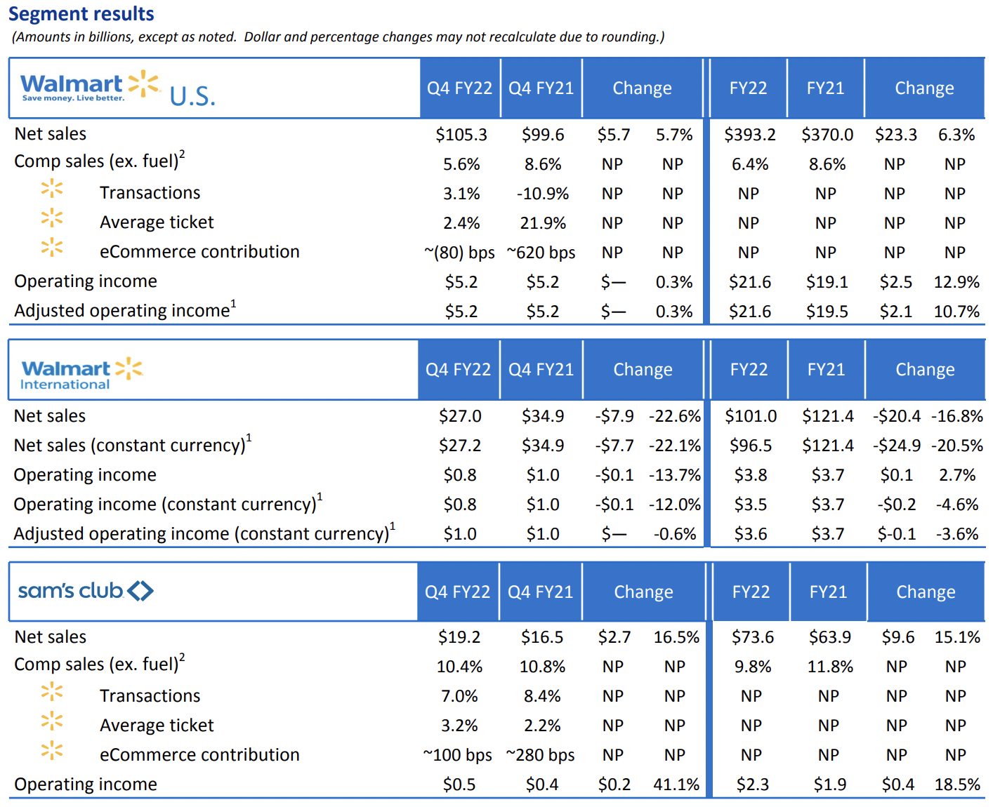 Segment results
(Amounts in billions, except as noted. Dollar and percentage changes may not recalculate due to rounding.)
Walmart U.S. Q4 FY22 Q4 FY21 Change FY22 FY21 Change
Save money. Live better.
Net sales $105.3 $99.6 $5.7 5.7% $393.2 $370.0 $23.3 6.3%
Comp sales (ex. fuel)2 5.6% 8.6% NP NP 6.4% 8.6% NP NP
Transactions 3.1% -10.9% NP NP NP NP NP NP
Average ticket 2.4% 21.9% NP NP NP NP NP NP
eCommerce contribution ~(80) bps ~620 bps NP NP NP NP NP NP
Operating income $5.2 $5.2 $— 0.3% $21.6 $19.1 $2.5 12.9%
Adjusted operating income1 $5.2 $5.2 $— 0.3% $21.6 $19.5 $2.1 10.7%
Walmart Q4 FY22 Q4 FY21 Change FY22 FY21 Change
International
Net sales $27.0 $34.9 -$7.9 -22.6% $101.0 $121.4 -$20.4 -16.8%
Net sales (constant currency)1 $27.2 $34.9 -$7.7 -22.1% $96.5 $121.4 -$24.9 -20.5%
Operating income $0.8 $1.0 -$0.1 -13.7% $3.8 $3.7 $0.1 2.7%
Operating income (constant currency)1 $0.8 $1.0 -$0.1 -12.0% $3.5 $3.7 -$0.2 -4.6%
Adjusted operating income (constant currency)1 $1.0 $1.0 $— -0.6% $3.6 $3.7 $-0.1 -3.6%
sam's club Q4 FY22 Q4 FY21 Change FY22 FY21 Change
Net sales $19.2 $16.5 $2.7 16.5% $73.6 $63.9 $9.6 15.1%
Comp sales (ex. fuel)2 10.4% 10.8% NP NP 9.8% 11.8% NP NP
Transactions 7.0% 8.4% NP NP NP NP NP NP
Average ticket 3.2% 2.2% NP NP NP NP NP NP
eCommerce contribution ~100 bps ~280 bps NP NP NP NP NP NP
Operating income $0.5 $0.4 $0.2 41.1% $2.3 $1.9 $0.4 18.5%